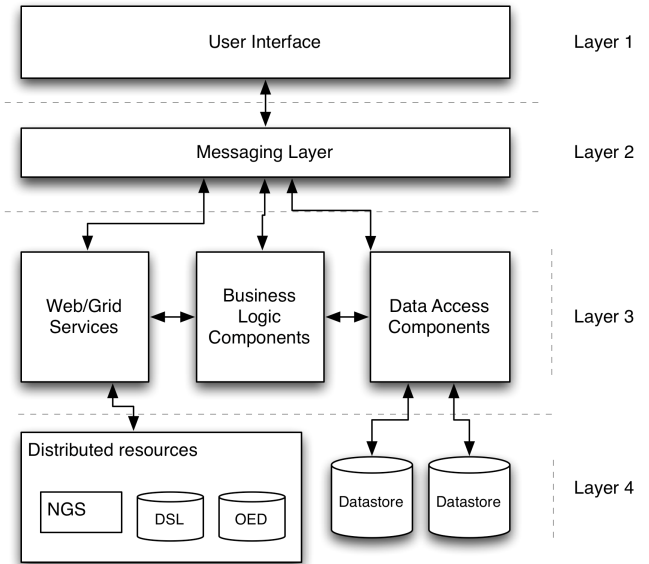 User Interface
Layer 1
Messaging Layer
Layer 2
Web/Grid
Services
Business
Logic
Components
Data Access
Components
Layer 3
Distributed resources
NGS
DSL
OED
Datastore
Datastore
Layer 4